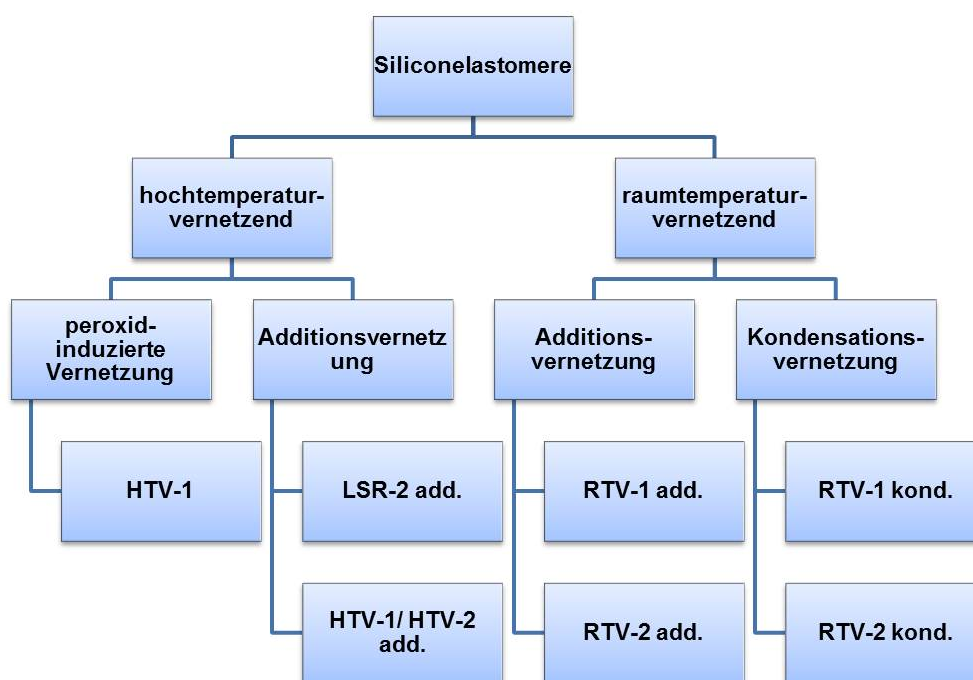 Siliconelastomere
hochtemperatur-
vernetzend
raumtemperatur-
vernetzend
peroxid-
induzierte
Vernetzung
Additionsvernetz
ung
Additions-
vernetzung
Kondensations-
vernetzung
HTV-1
LSR-2 add.
RTV-1 add.
RTV-1 kond.
HTV-1/ HTV-2
add.
RTV-2 add.
RTV-2 kond.